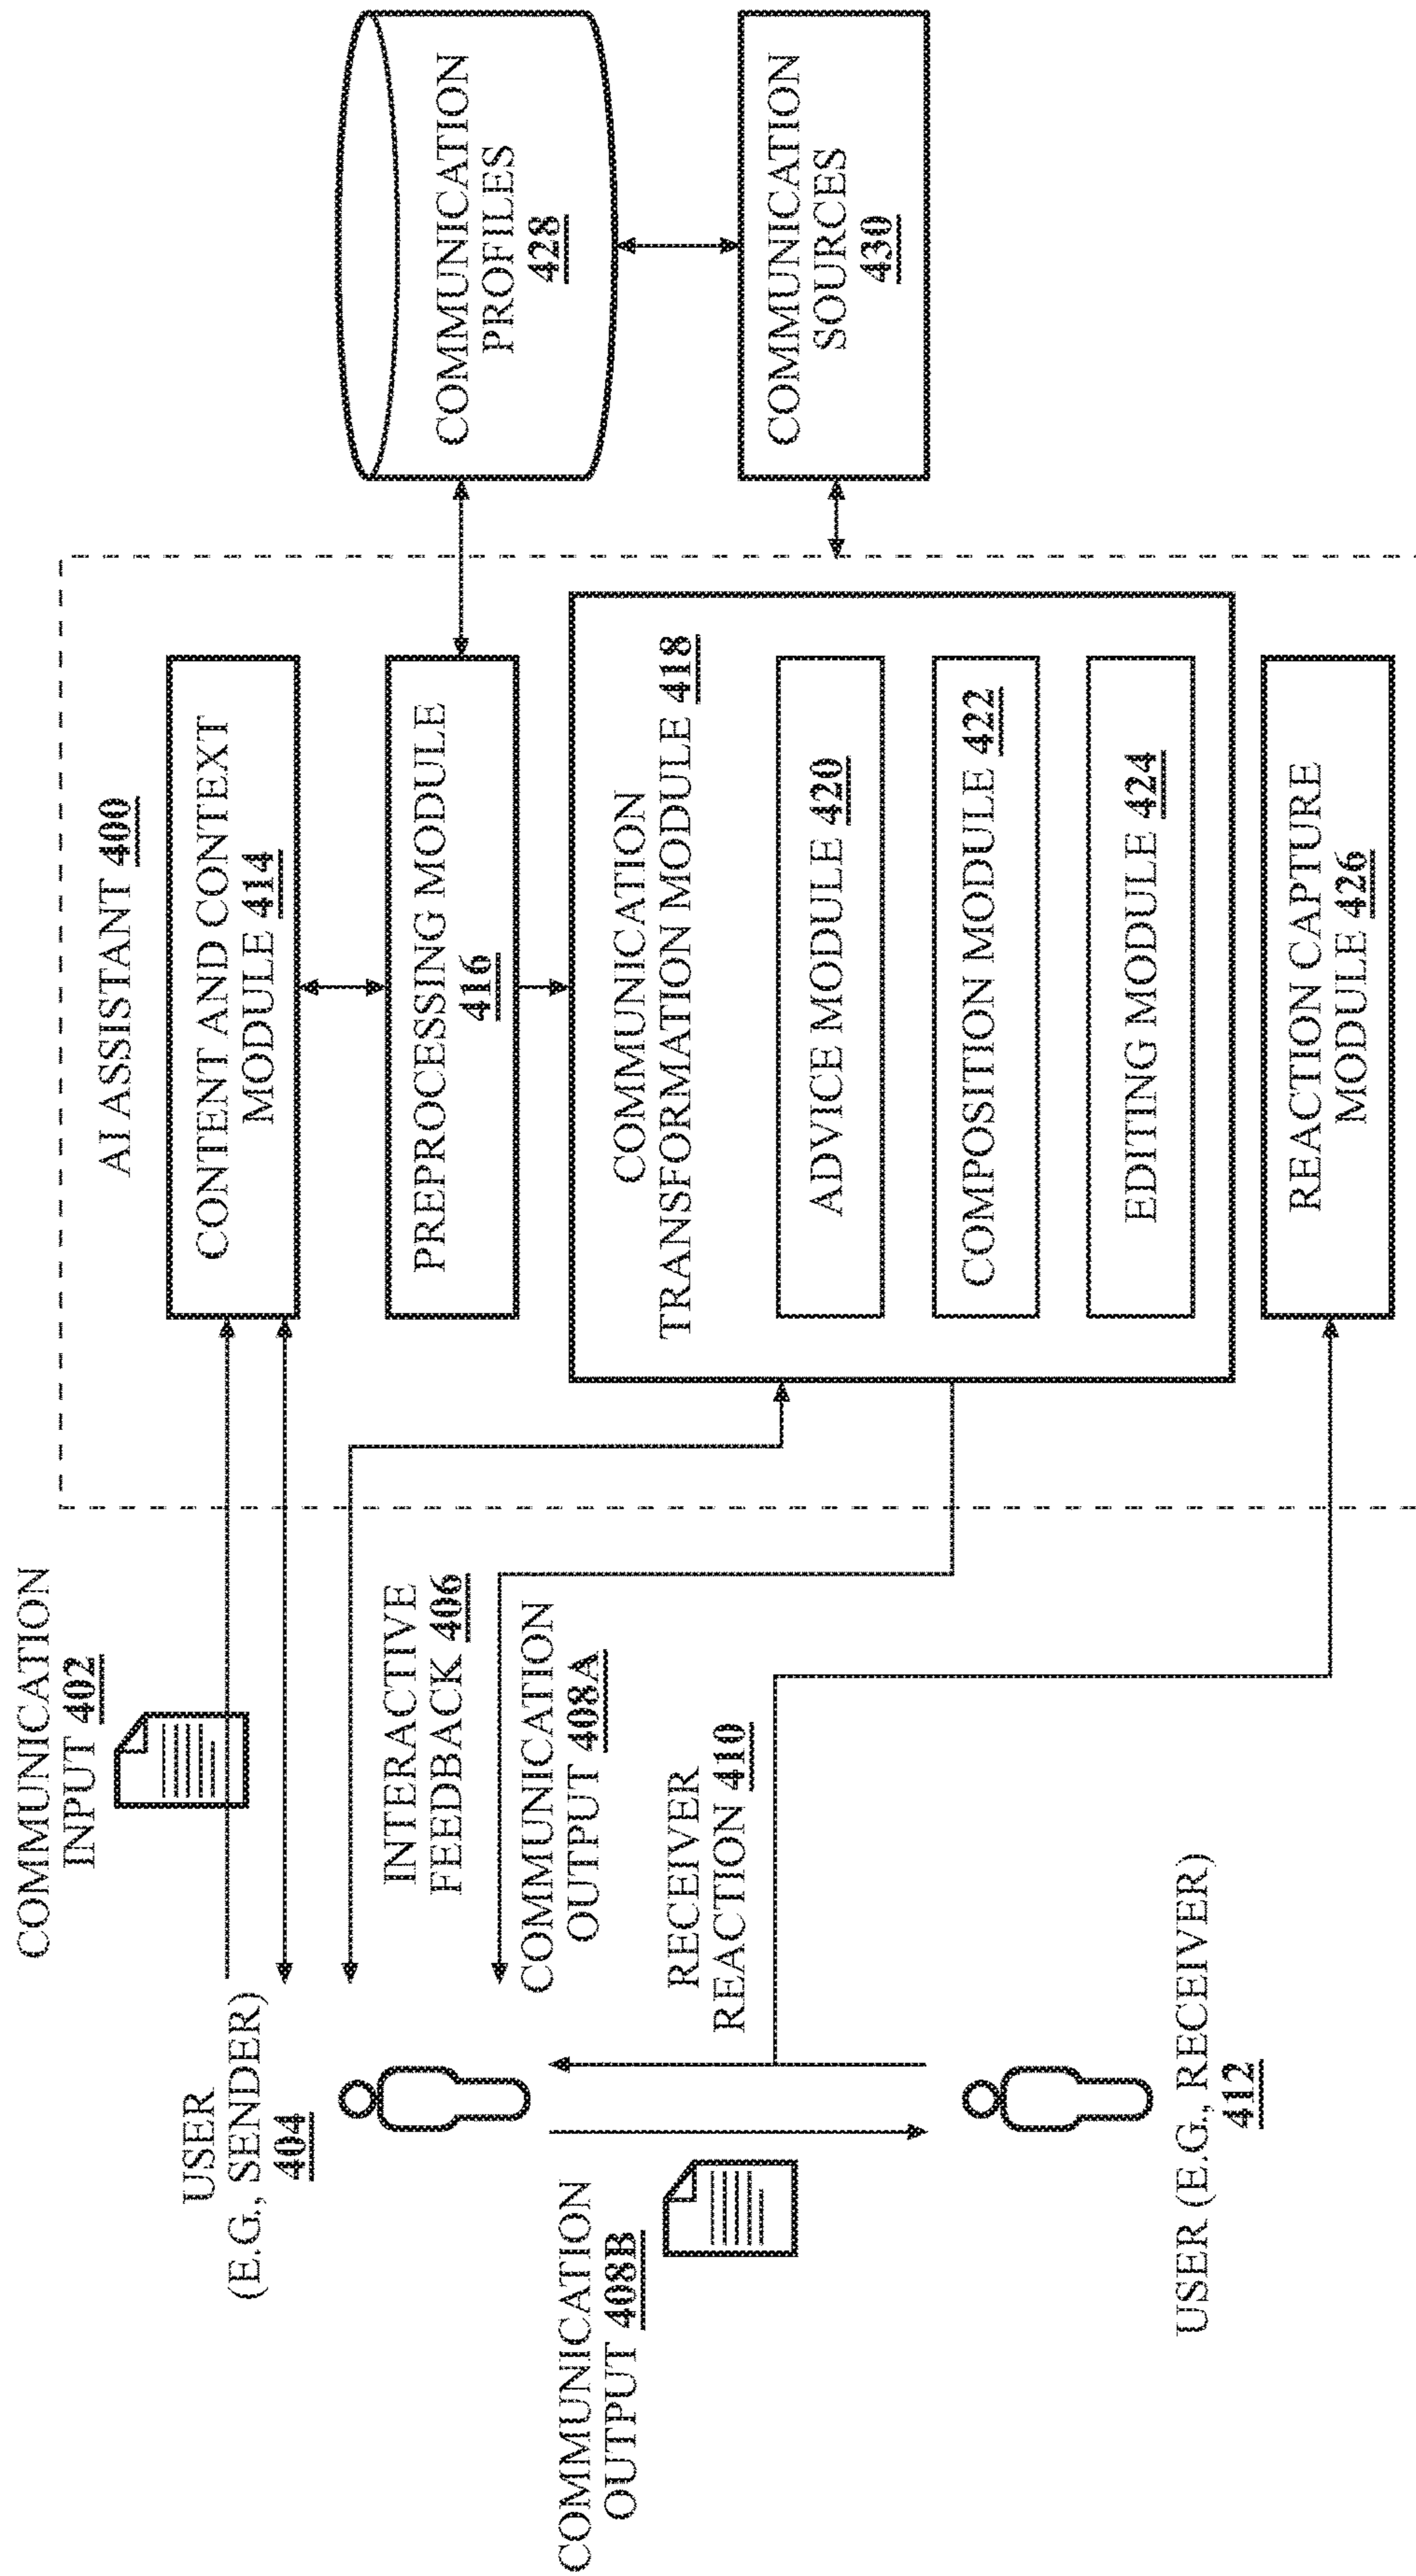 COMMUNICATION
INPUT 402
USER
(E.G., SENDER)
404
INTERACTIVE
FEEDBACK 406
COMMUNICATION
OUTPUT 408A
COMMUNICATION
OUTPUT 408B
RECEIVER
REACTION 410
USER (E.G., RECEIVER)
412
AI ASSISTANT 400
CONTENT AND CONTEXT
MODULE 414
PREPROCESSING MODULE
416
COMMUNICATION
TRANSFORMATION MODULE 418
ADVICE MODULE 420
COMPOSITION MODULE 422
EDITING MODULE 424
REACTION CAPTURE
MODULE 426
COMMUNICATION
PROFILES
428
COMMUNICATION
SOURCES
430